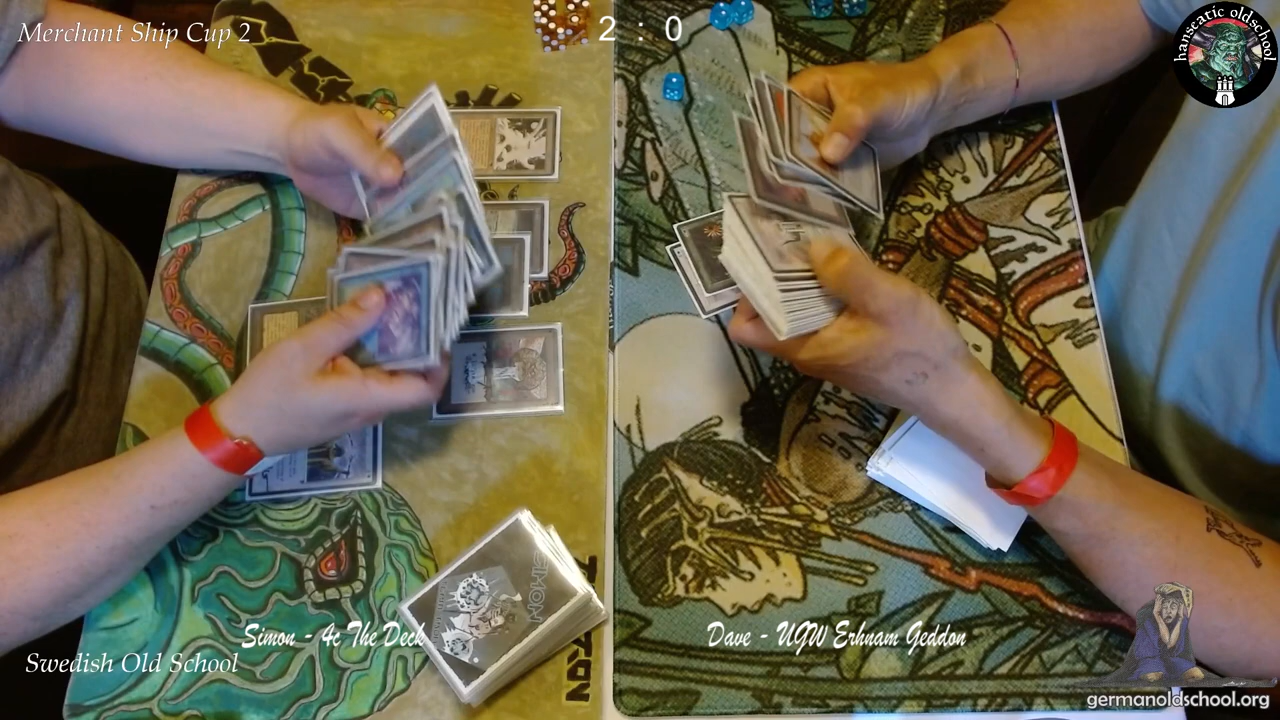 Merchant Ship Cup 2
2 : 0
hanseatic oldschool
SIMON
Simon - 4c The Deck
Dave - UGW Erhnam Geddon
Swedish Old School
germanoldschool.org